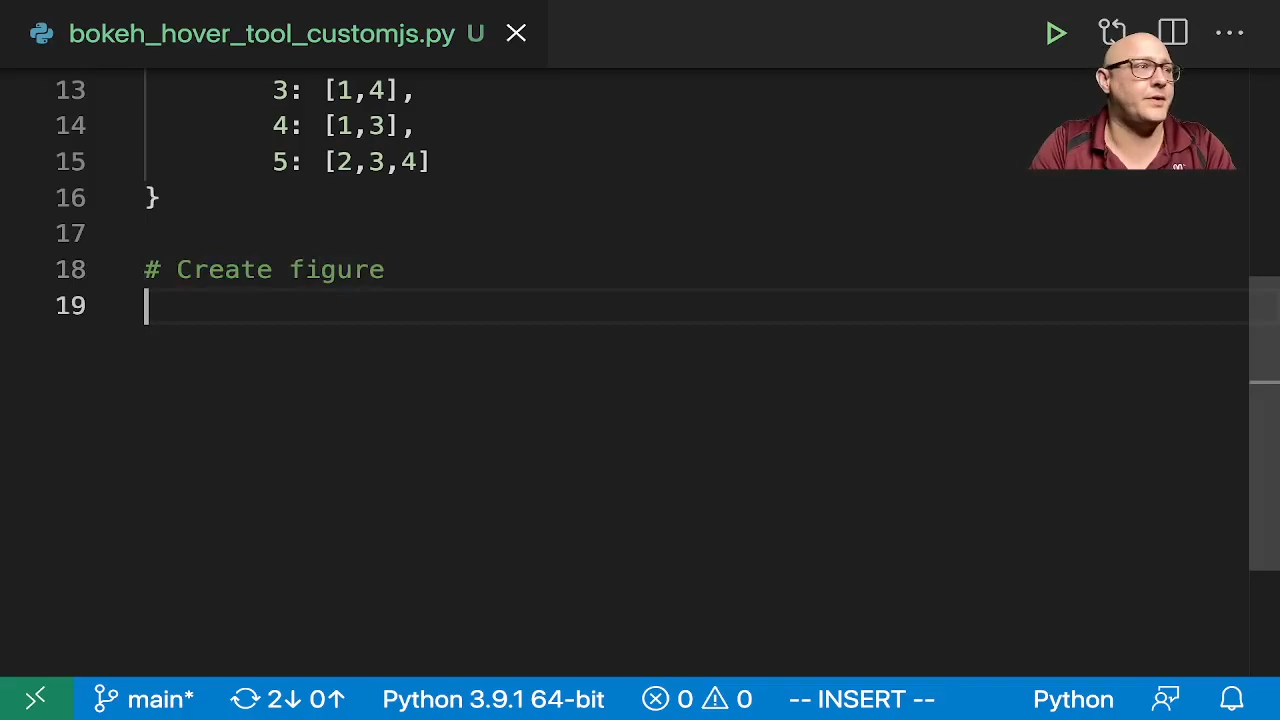 bokeh_hover_tool_customjs.py U
13 3: [1,4],
14 4: [1,3],
15 5: [2,3,4]
16 }
17
18 # Create figure
19
main* 2↓ 0↑ Python 3.9.1 64-bit 0 0 -- INSERT -- Python